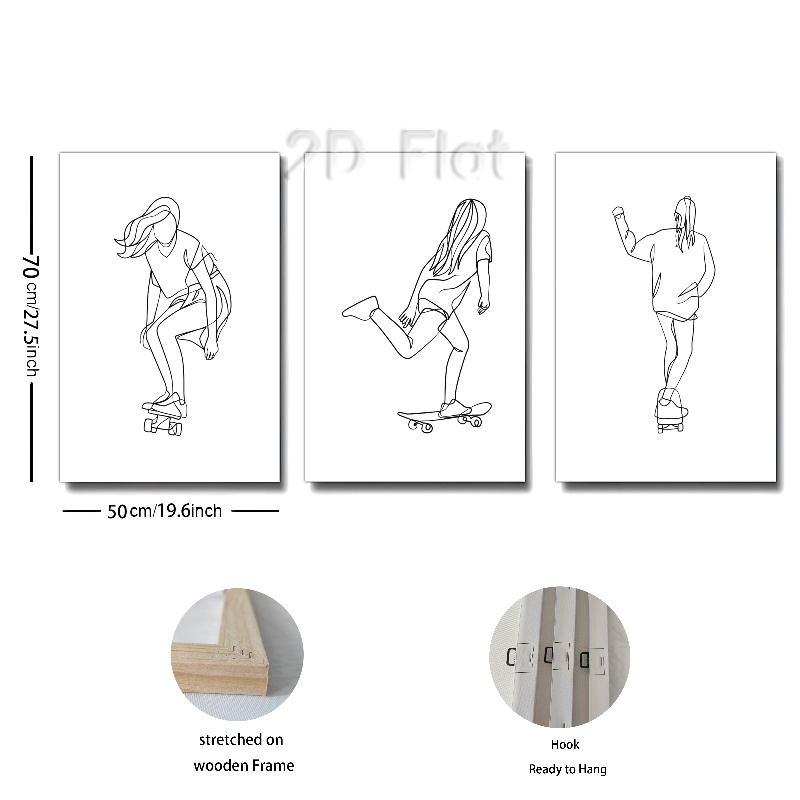 2D Flat
70 cm/27.5inch
50cm/19.6inch
stretched on
wooden Frame
Hook
Ready to Hang